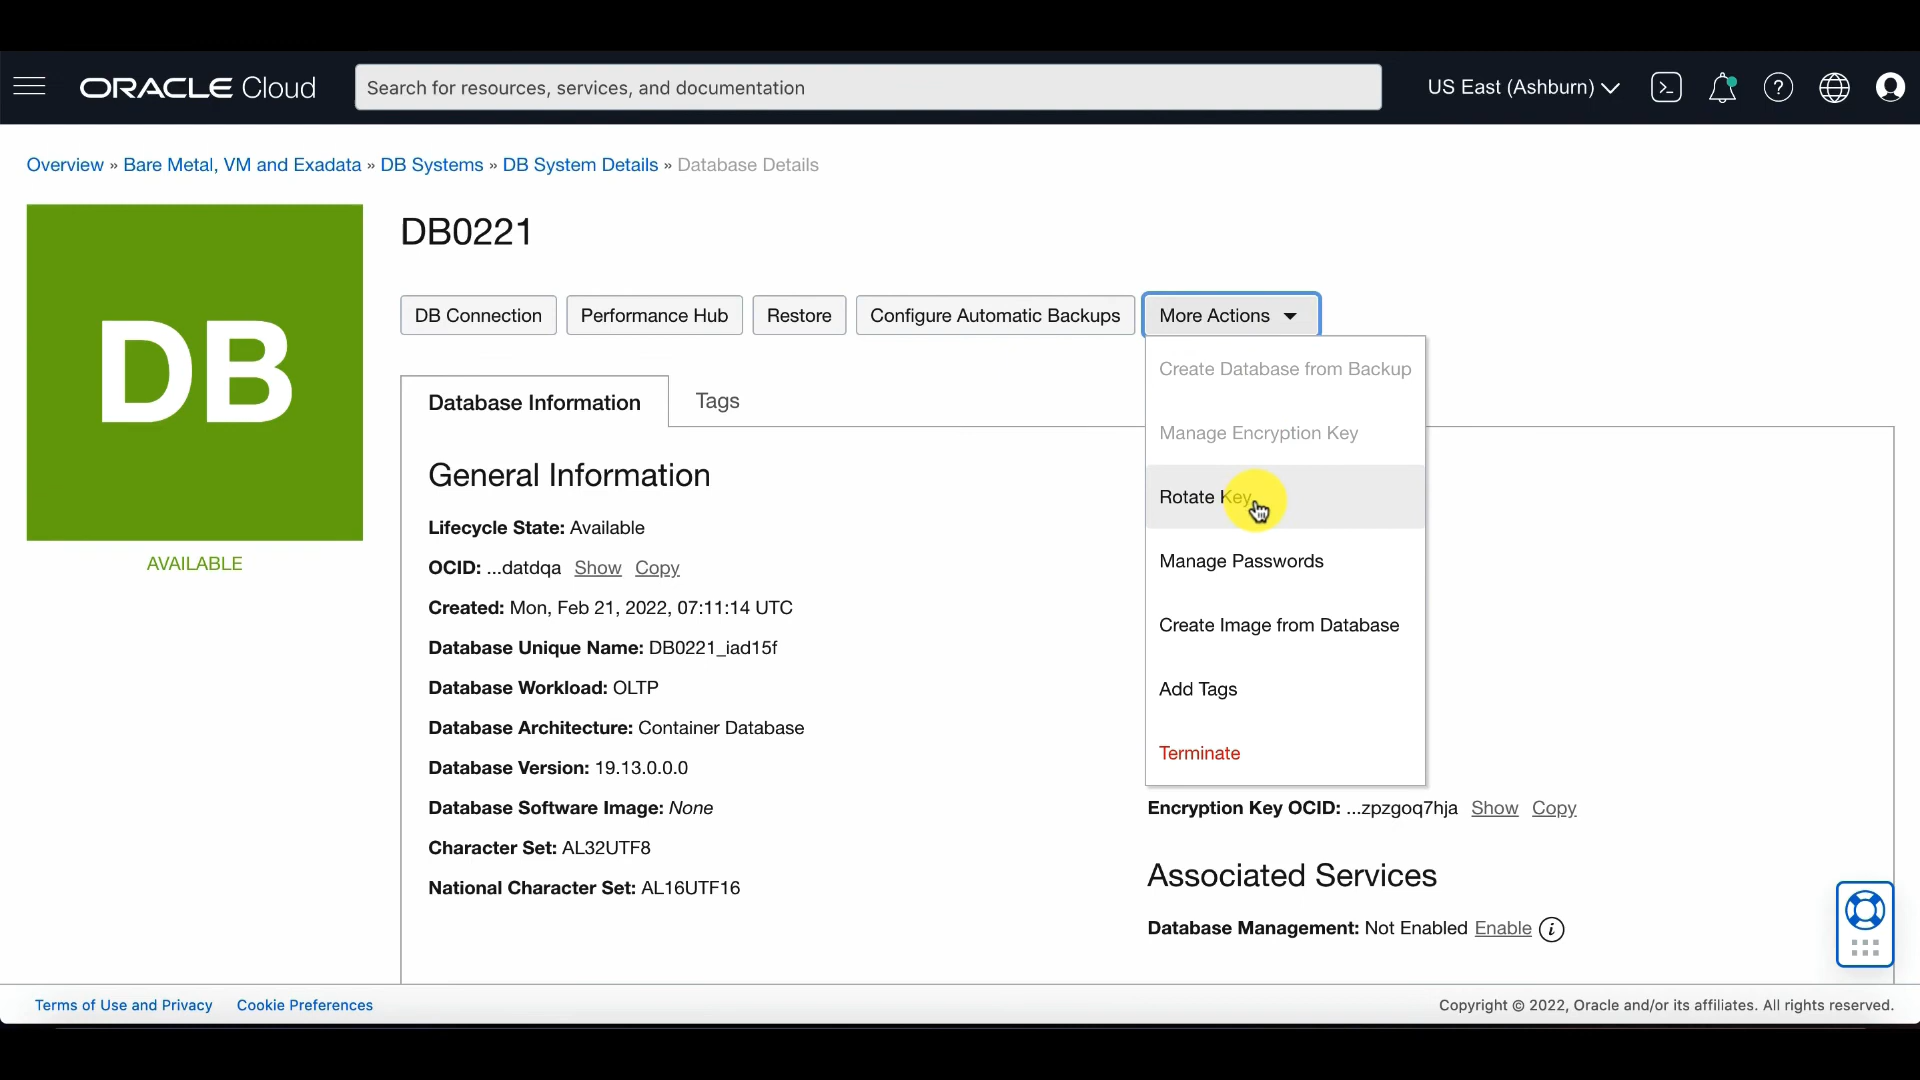 ORACLE Cloud
Search for resources, services, and documentation
US East (Ashburn)
Overview » Bare Metal, VM and Exadata » DB Systems » DB System Details » Database Details
DB
AVAILABLE
DB0221
DB Connection
Performance Hub
Restore
Configure Automatic Backups
More Actions
Create Database from Backup
Manage Encryption Key
Rotate Key
Manage Passwords
Create Image from Database
Add Tags
Terminate
Database Information
Tags
General Information
Lifecycle State: Available
OCID: ...datdqa Show Copy
Created: Mon, Feb 21, 2022, 07:11:14 UTC
Database Unique Name: DB0221_iad15f
Database Workload: OLTP
Database Architecture: Container Database
Database Version: 19.13.0.0.0
Database Software Image: None
Character Set: AL32UTF8
National Character Set: AL16UTF16
Encryption Key OCID: ...zpzgoq7hja Show Copy
Associated Services
Database Management: Not Enabled Enable
Terms of Use and Privacy
Cookie Preferences
Copyright © 2022, Oracle and/or its affiliates. All rights reserved.